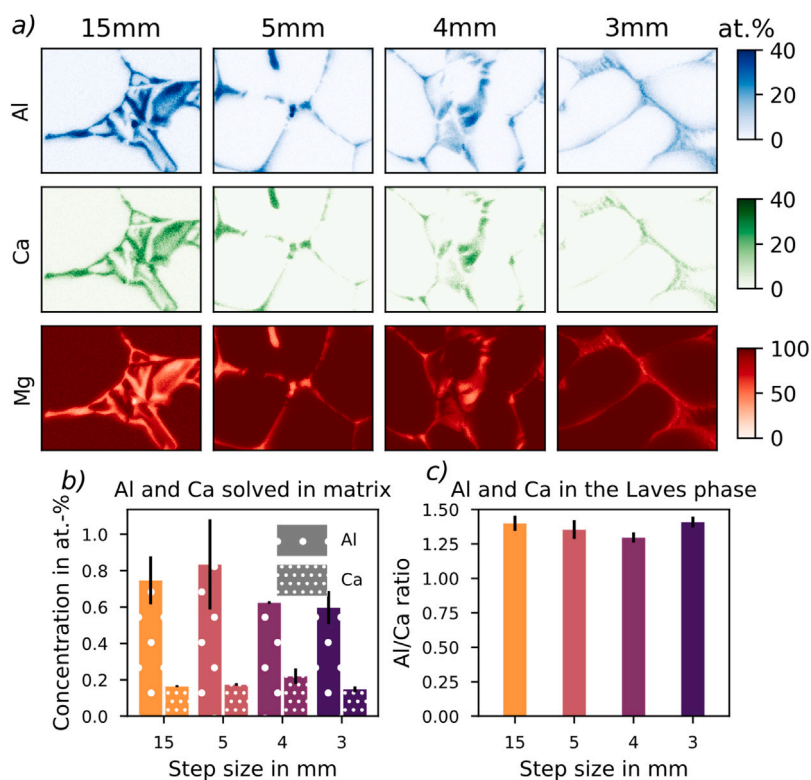 a)
15mm 5mm 4mm 3mm at.%
Al
40
20
0
Ca
40
20
0
Mg
100
50
0
b)
Al and Ca solved in matrix
Concentration in at.-%
1.0
0.8
0.6
0.4
0.2
0.0
Al
Ca
15 5 4 3
Step size in mm
c)
Al and Ca in the Laves phase
Al/Ca ratio
1.50
1.25
1.00
0.75
0.50
0.25
0.00
15 5 4 3
Step size in mm